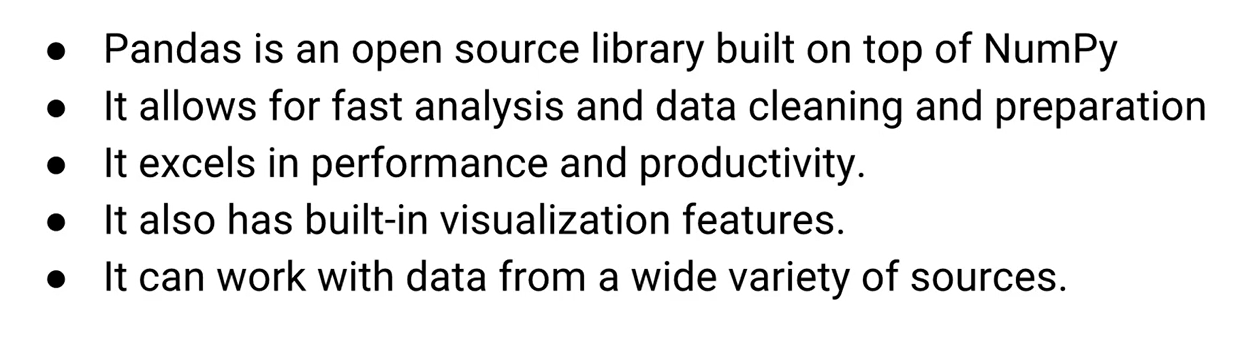 ● Pandas is an open source library built on top of NumPy
● It allows for fast analysis and data cleaning and preparation
● It excels in performance and productivity.
● It also has built-in visualization features.
● It can work with data from a wide variety of sources.